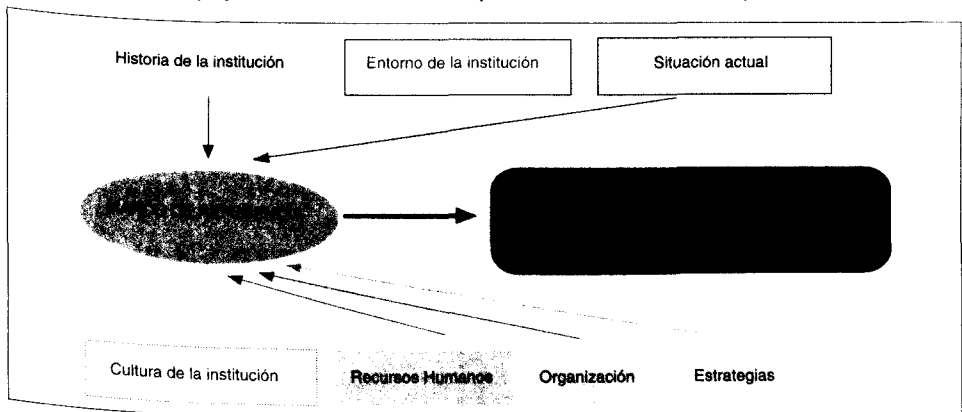 Historia de la institución
Entorno de la institución
Situación actual
Cultura de la institución
Recursos Humanos
Organización
Estrategias